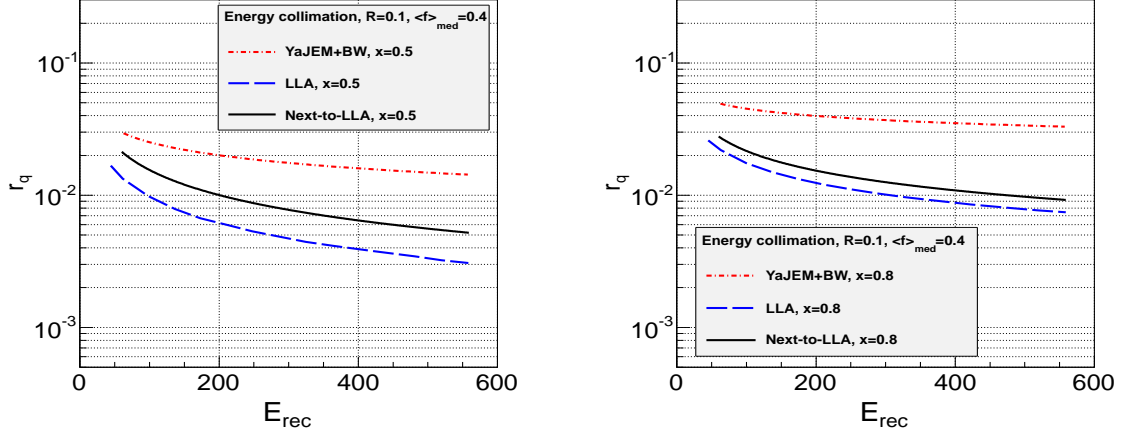 Energy collimation, R=0.1, <f>med=0.4
YaJEM+BW, x=0.5
LLA, x=0.5
Next-to-LLA, x=0.5
10⁻¹
10⁻²
10⁻³
r_q
0 200 400 600
E_rec
10⁻¹
10⁻²
10⁻³
r_q
Energy collimation, R=0.1, <f>med=0.4
YaJEM+BW, x=0.8
LLA, x=0.8
Next-to-LLA, x=0.8
0 200 400 600
E_rec